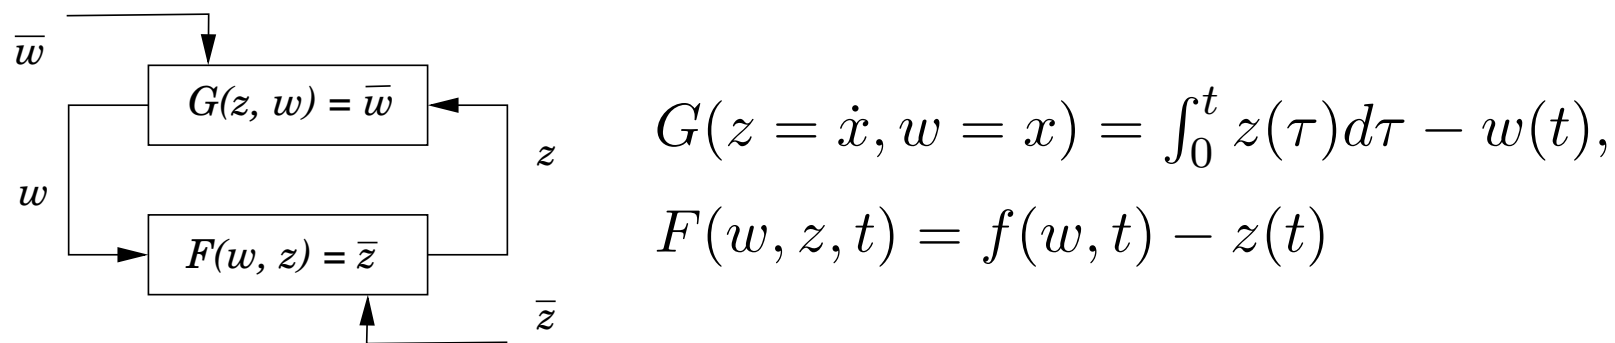 w̅
G(z, w) = w̅
z
w
F(w, z) = z̅
z̅
G(z = ẋ, w = x) = ∫₀ᵗ z(τ)dτ − w(t),
F(w, z, t) = f(w, t) − z(t)